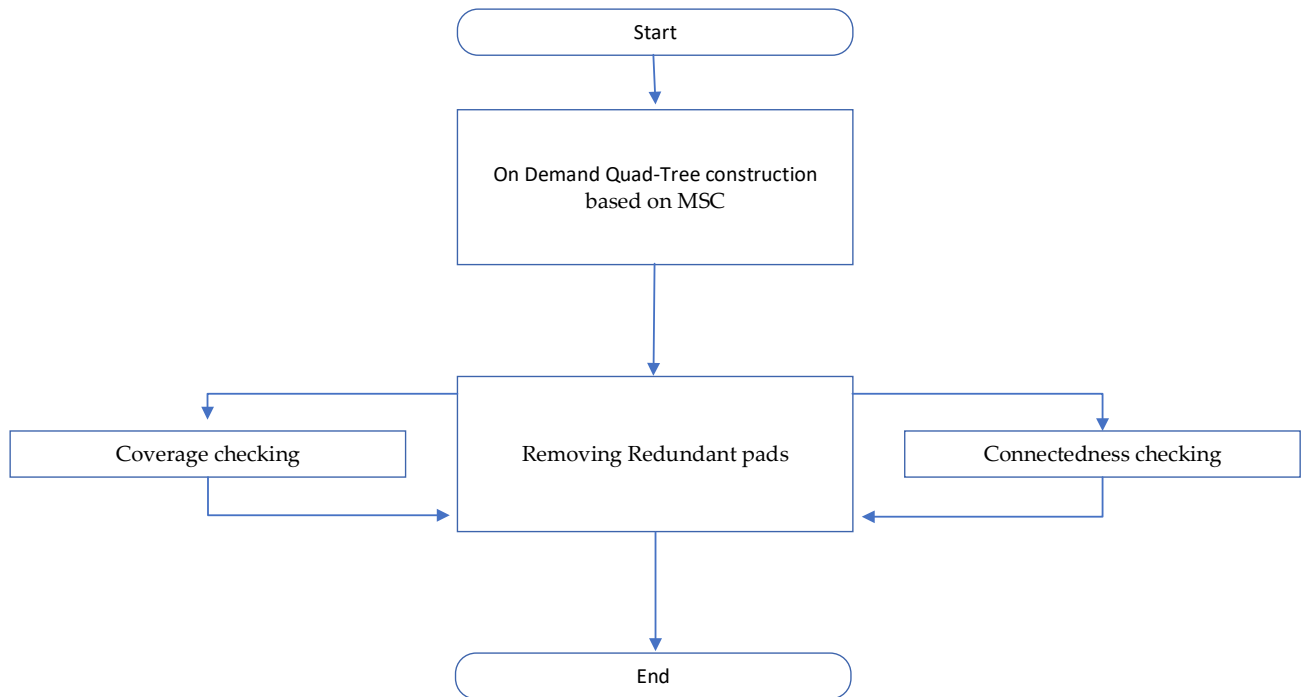 Start
On Demand Quad-Tree construction
based on MSC
Coverage checking
Removing Redundant pads
Connectedness checking
End